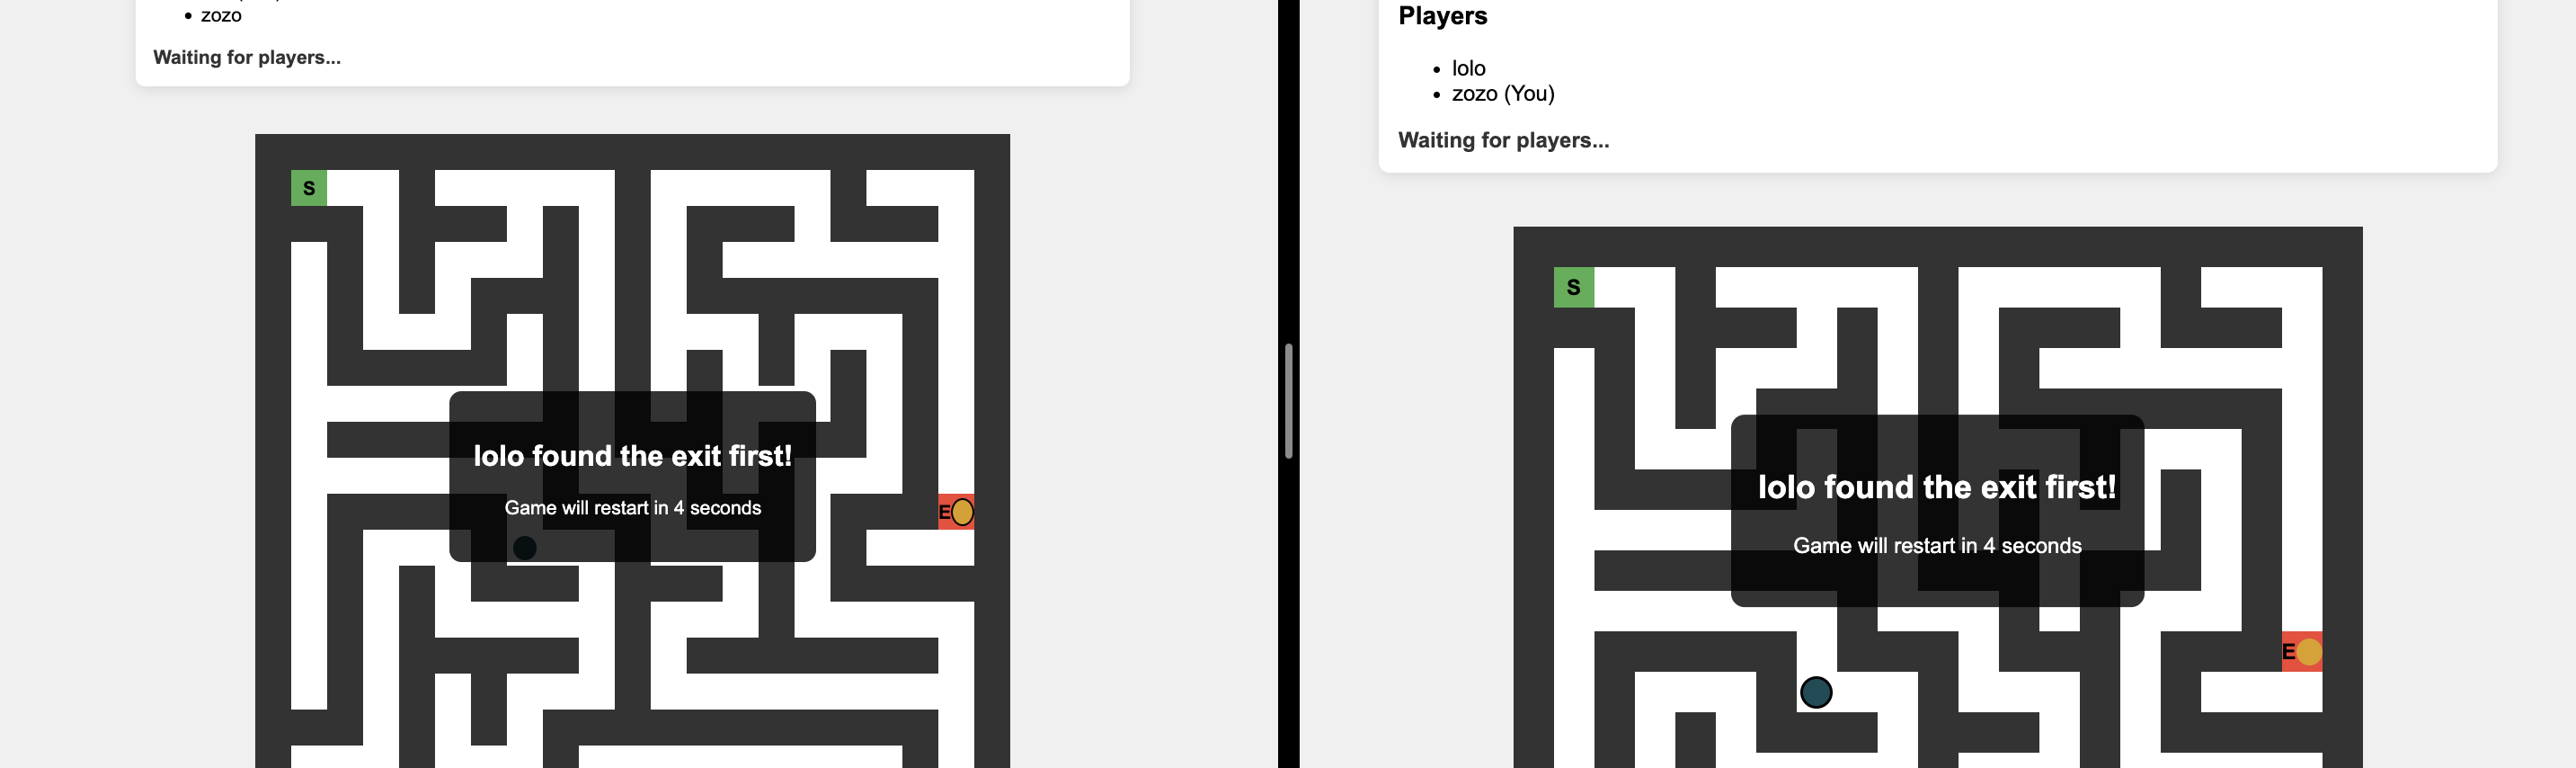 zozo
Waiting for players...
S
lolo found the exit first!
Game will restart in 4 seconds
E
Players
lolo
zozo (You)
Waiting for players...
S
lolo found the exit first!
Game will restart in 4 seconds
E